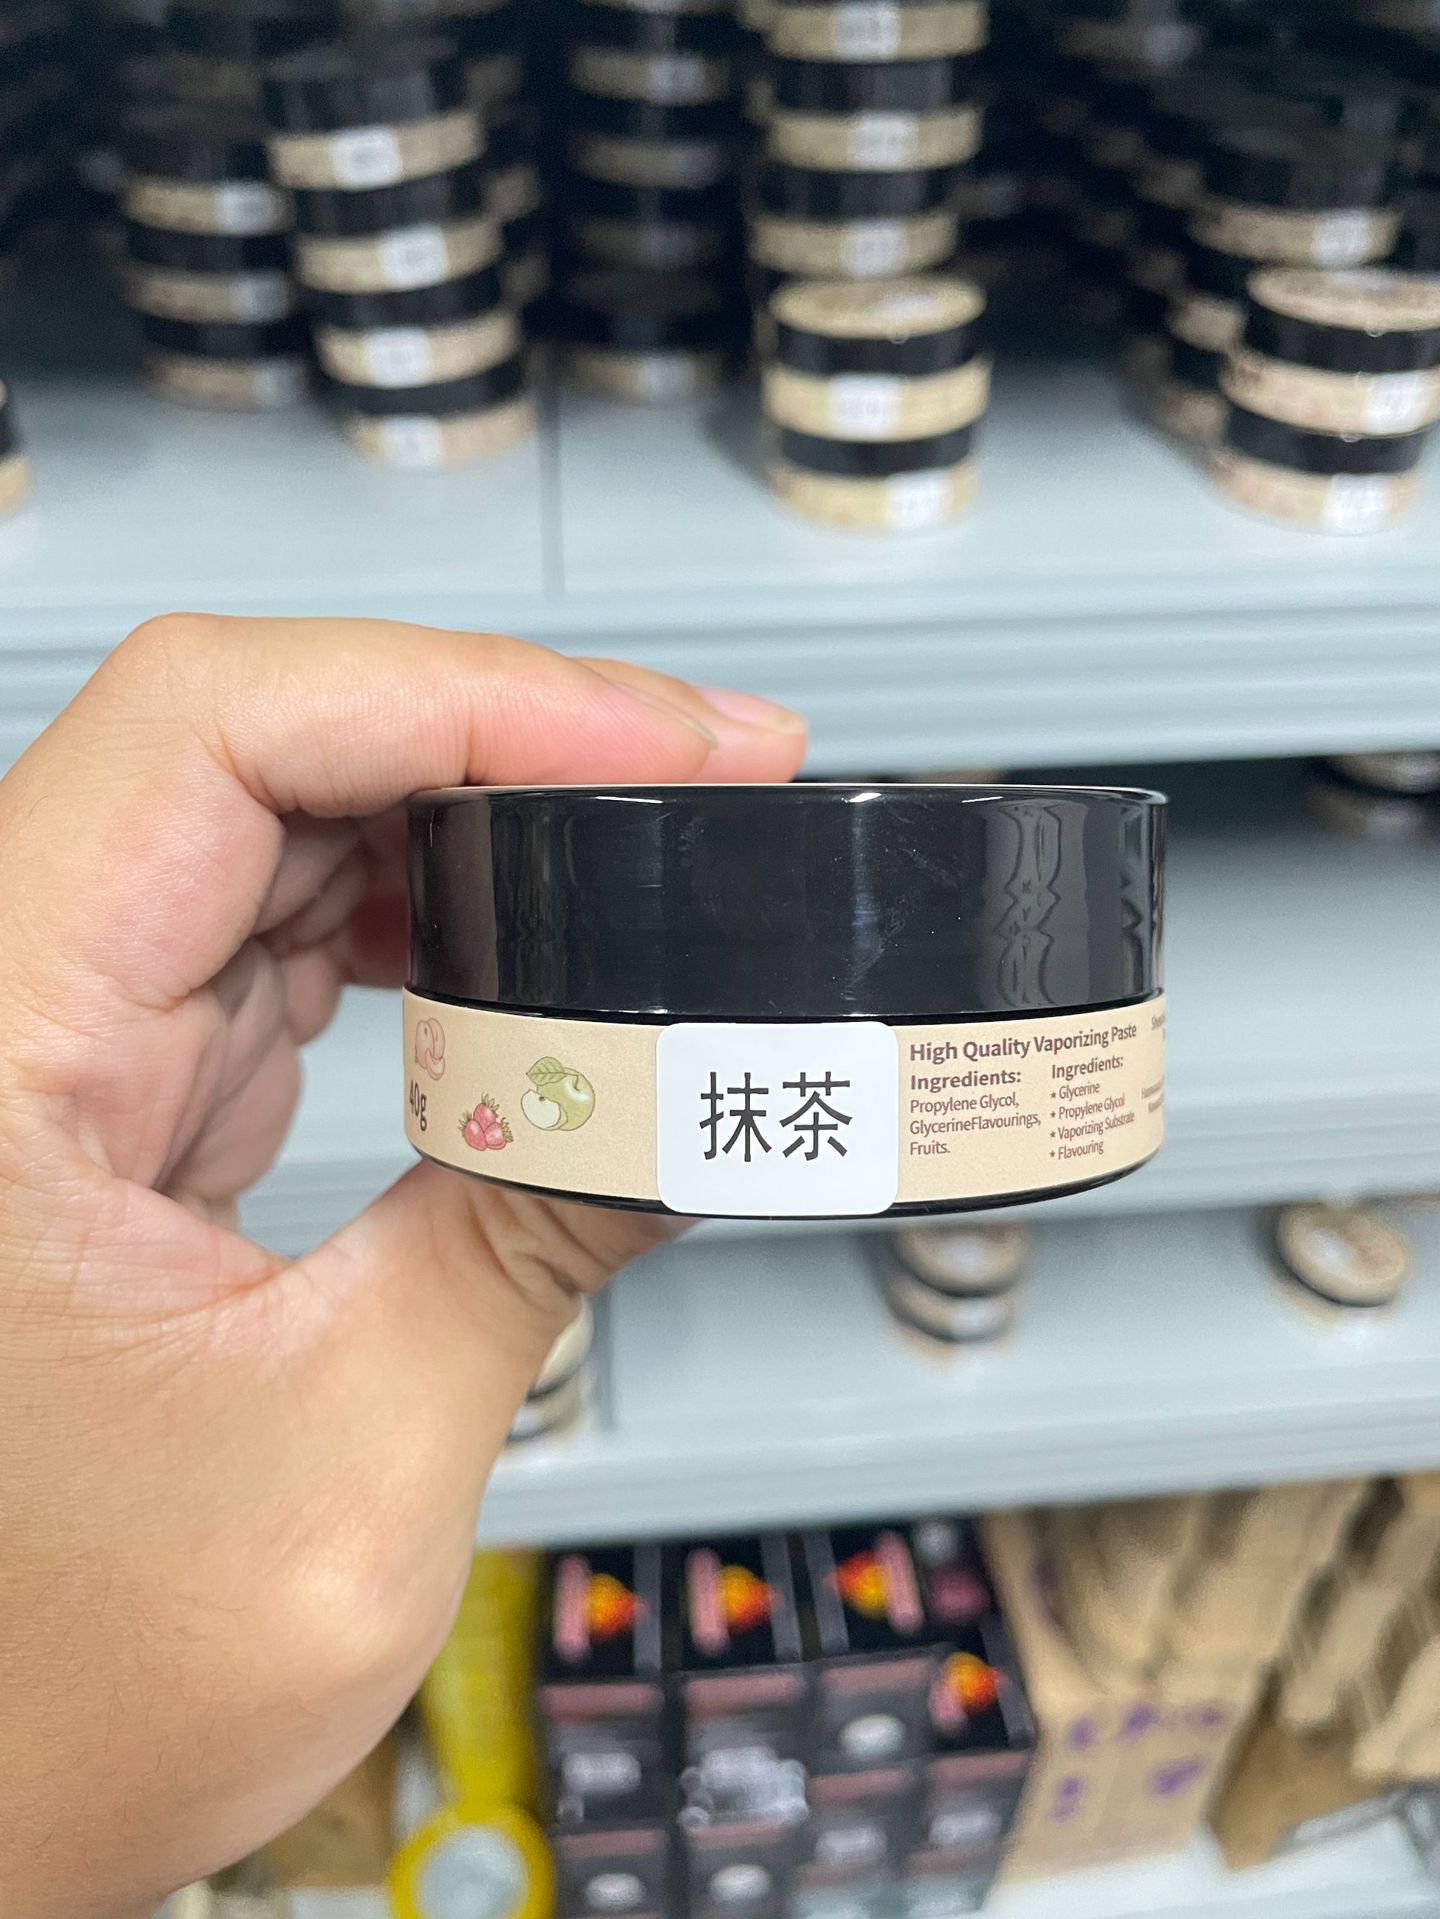 40g
抹茶
High Quality Vaporizing Paste
Ingredients:
Propylene Glycol,
GlycerineFlavourings,
Fruits.
Ingredients:
★ Glycerine
★ Propylene Glycol
★ Vaporizing Substrate
★ Flavouring